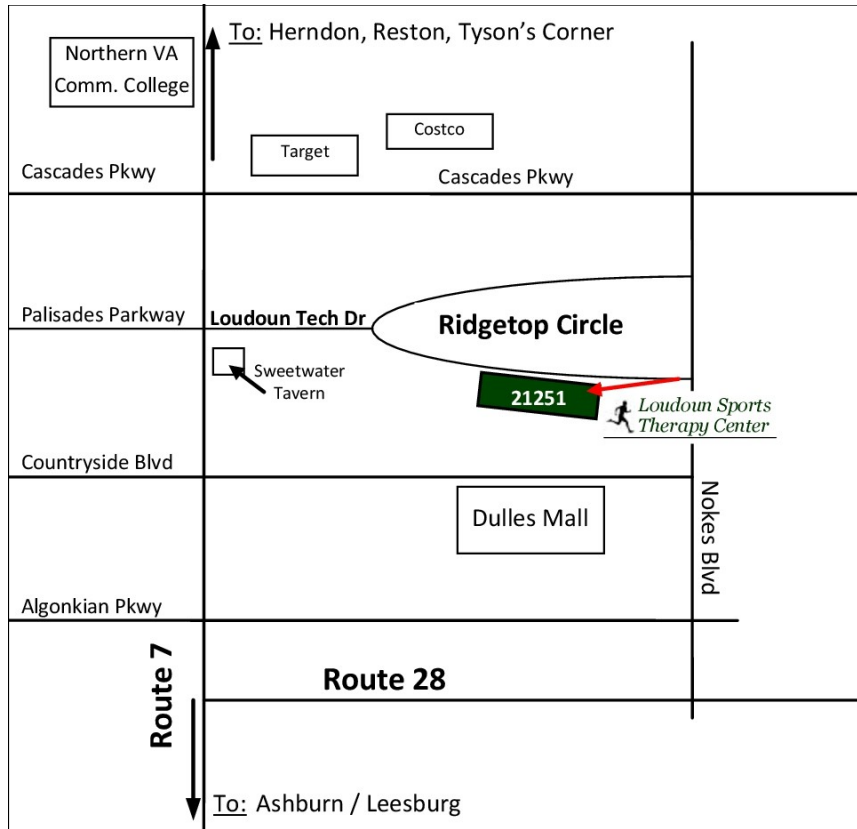 To: Herndon, Reston, Tyson's Corner
Northern VA
Comm. College
Costco
Target
Cascades Pkwy
Cascades Pkwy
Palisades Parkway
Loudoun Tech Dr
Ridgetop Circle
Sweetwater
Tavern
21251
Loudoun Sports
Therapy Center
Countryside Blvd
Dulles Mall
Nokes Blvd
Algonkian Pkwy
Route 7
Route 28
To: Ashburn / Leesburg